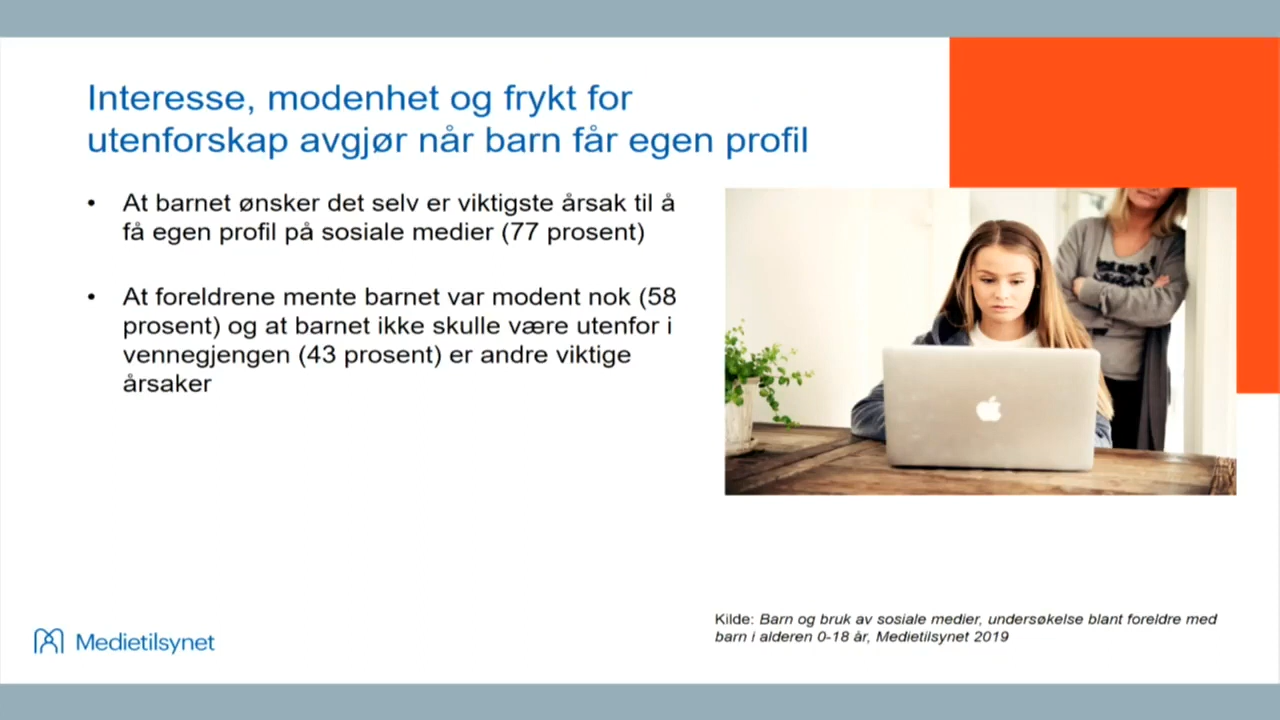 Interesse, modenhet og frykt for
utenforskap avgjør når barn får egen profil
• At barnet ønsker det selv er viktigste årsak til å
få egen profil på sosiale medier (77 prosent)
• At foreldrene mente barnet var modent nok (58
prosent) og at barnet ikke skulle være utenfor i
vennegjengen (43 prosent) er andre viktige
årsaker
Kilde: Barn og bruk av sosiale medier, undersøkelse blant foreldre med
barn i alderen 0-18 år, Medietilsynet 2019
Medietilsynet